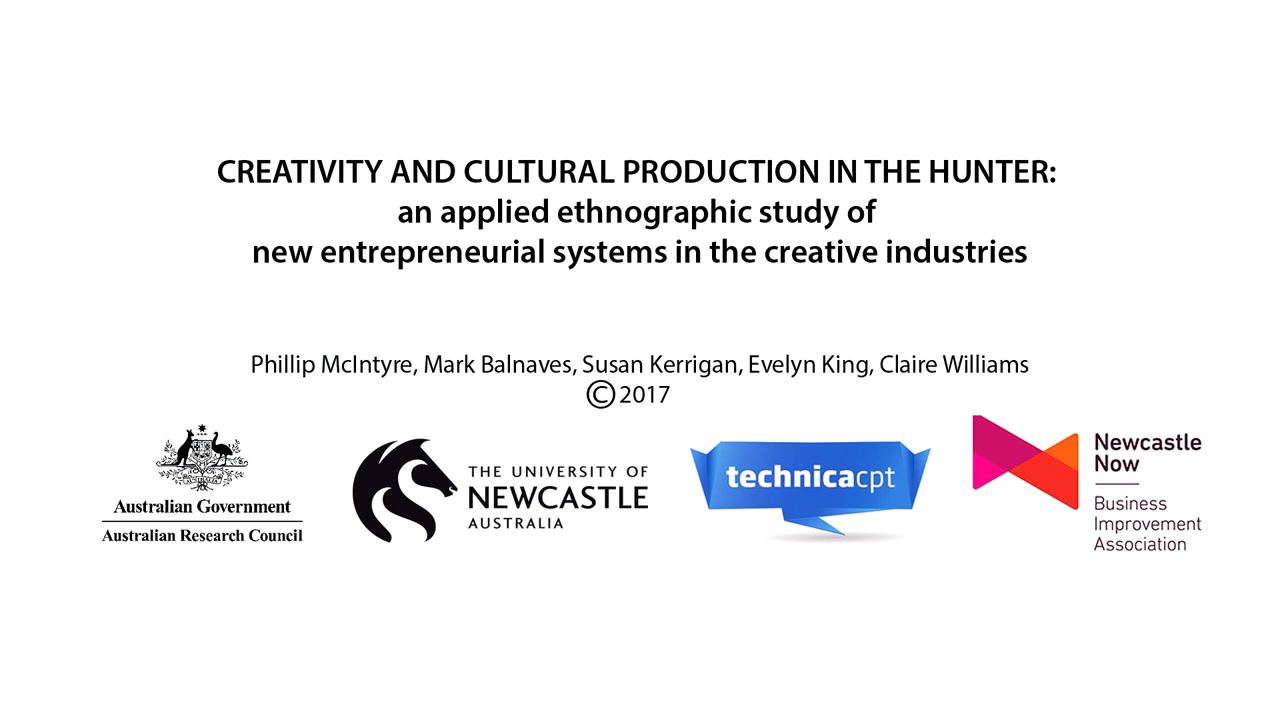 CREATIVITY AND CULTURAL PRODUCTION IN THE HUNTER:
an applied ethnographic study of
new entrepreneurial systems in the creative industries
Phillip McIntyre, Mark Balnaves, Susan Kerrigan, Evelyn King, Claire Williams
©2017
Australian Government
Australian Research Council
THE UNIVERSITY OF
NEWCASTLE
AUSTRALIA
technicacpt
Newcastle
Now
Business
Improvement
Association